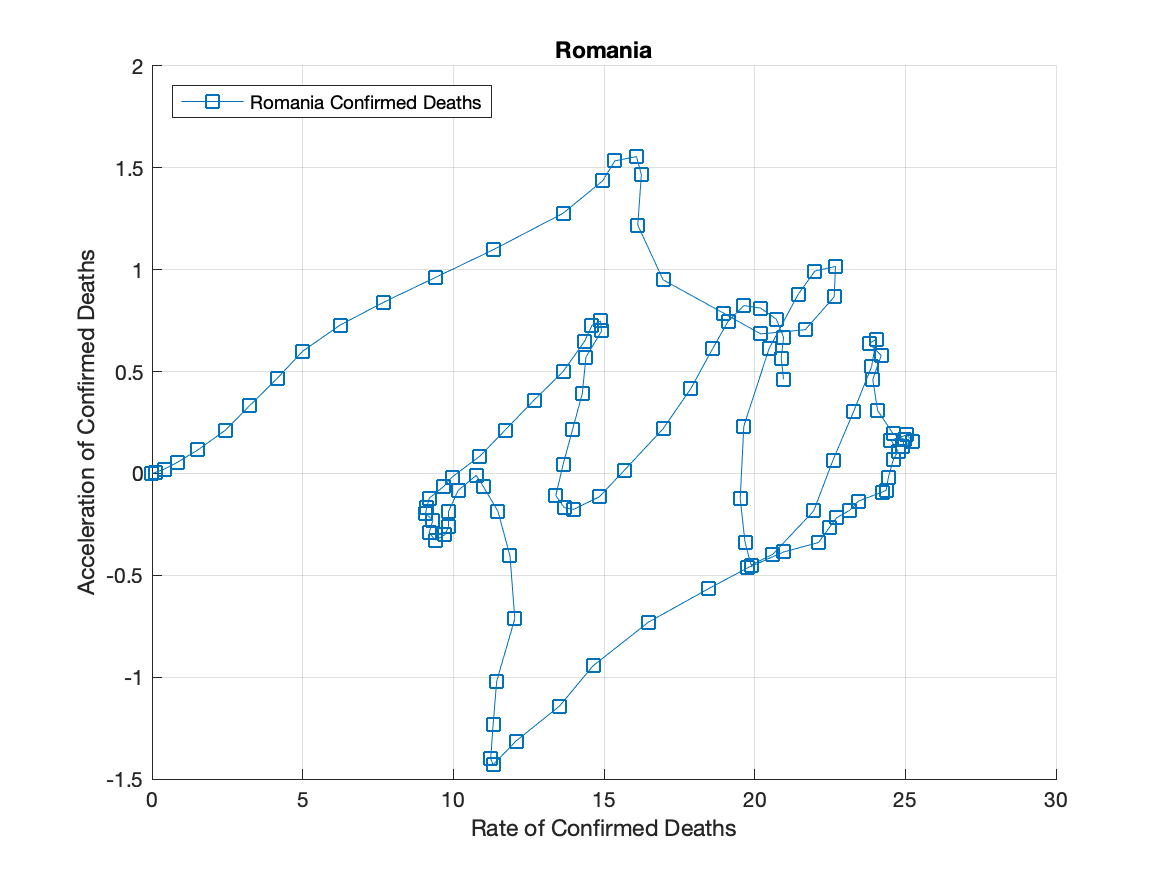 Romania
2
Romania Confirmed Deaths
1.5
1
0.5
0
-0.5
-1
-1.5
Acceleration of Confirmed Deaths
0 5 10 15 20 25 30
Rate of Confirmed Deaths